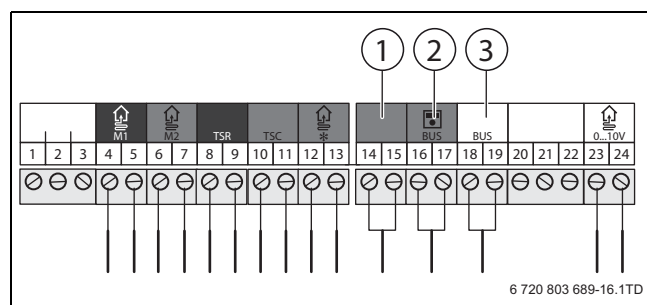 1 2 3
M1 M2 TSR TSC * BUS BUS 0...10V
1 2 3 4 5 6 7 8 9 10 11 12 13 14 15 16 17 18 19 20 21 22 23 24
6 720 803 689-16.1TD